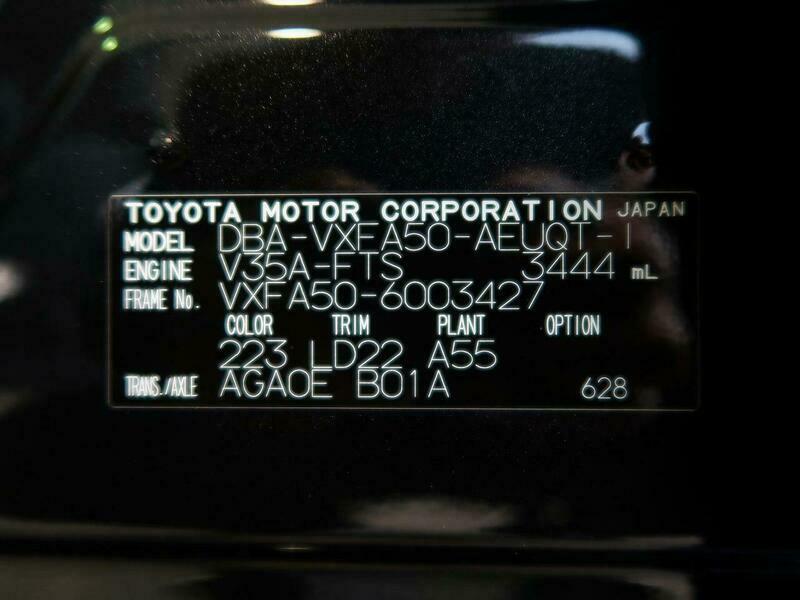 TOYOTA MOTOR CORPORATION JAPAN
MODEL DBA-VXFA50-AEUQT-I
ENGINE V35A-FTS 3444 mL
FRAME No. VXFA50-6003427
COLOR TRIM PLANT OPTION
223 LD22 A55
TRANS./AXLE AGA0E B01A 628